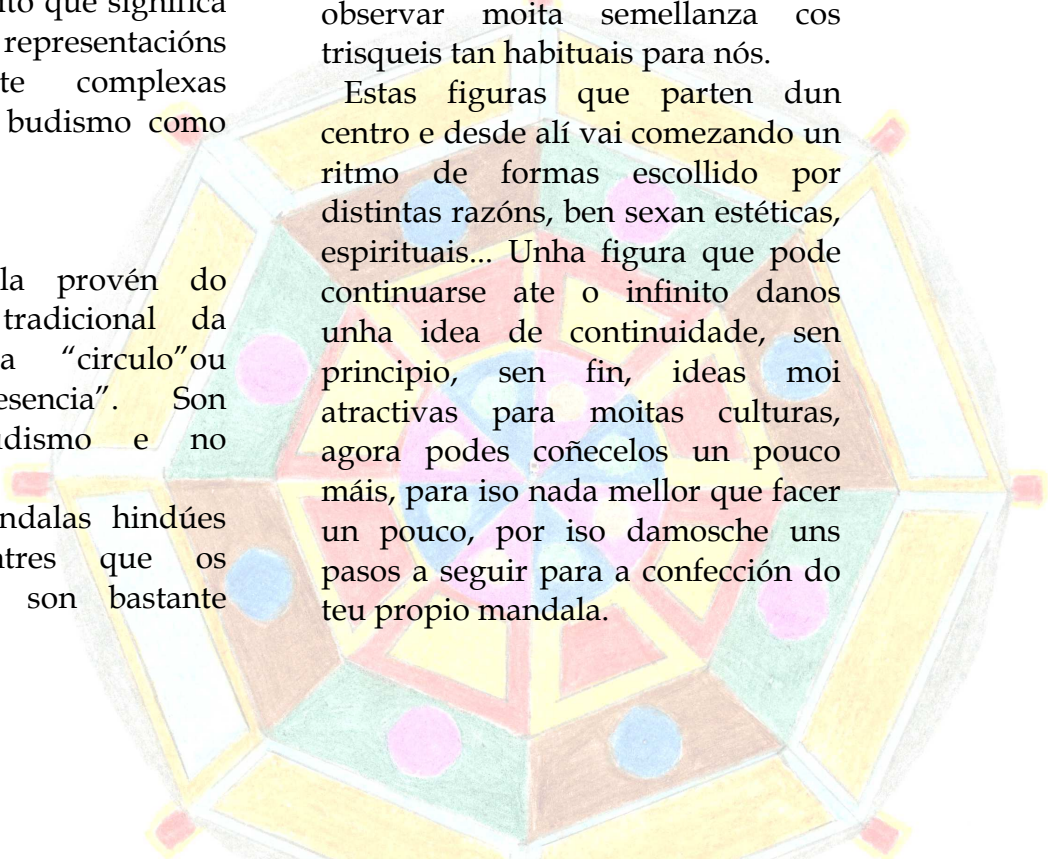 ito que significa
representacións
te complexas
budismo como
la provén do
tradicional da
a “circulo”ou
esencia”. Son
udismo e no
ndalas hindúes
ntres que os
son bastante
observar moita semellanza cos
trisqueis tan habituais para nós.
Estas figuras que parten dun
centro e desde alí vai comezando un
ritmo de formas escollido por
distintas razóns, ben sexan estéticas,
espirituais... Unha figura que pode
continuarse ate o infinito danos
unha idea de continuidade, sen
principio, sen fin, ideas moi
atractivas para moitas culturas,
agora podes coñecelos un pouco
máis, para iso nada mellor que facer
un pouco, por iso damosche uns
pasos a seguir para a confección do
teu propio mandala.